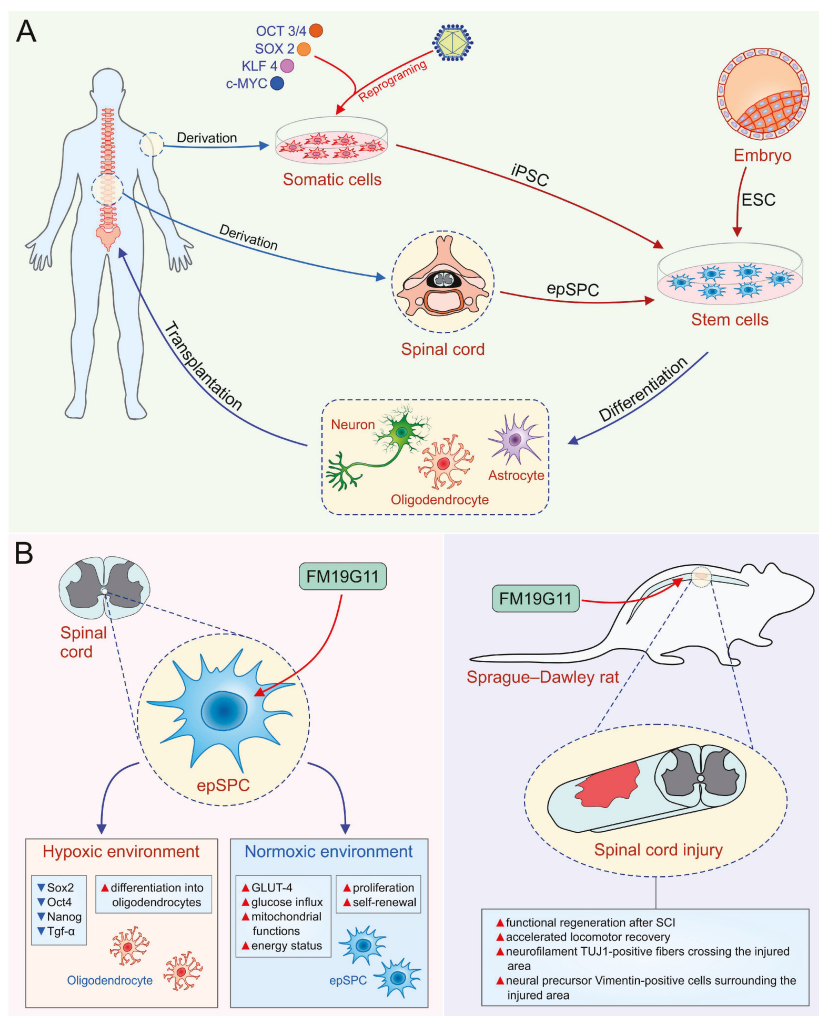 A
OCT 3/4
SOX 2
KLF 4
c-MYC
Reprograming
Derivation
Somatic cells
Embryo
iPSC
ESC
Derivation
epSPC
Stem cells
Spinal cord
Transplantation
Differentiation
Neuron
Astrocyte
Oligodendrocyte
B
FM19G11
Spinal
cord
epSPC
Hypoxic environment
▼Sox2
▼Oct4
▼Nanog
▼Tgf-α
▲differentiation into
oligodendrocytes
Oligodendrocyte
Normoxic environment
▲GLUT-4
▲glucose influx
▲mitochondrial
functions
▲energy status
▲proliferation
▲self-renewal
epSPC
FM19G11
Sprague–Dawley rat
Spinal cord injury
▲functional regeneration after SCI
▲accelerated locomotor recovery
▲neurofilament TUJ1-positive fibers crossing the injured
area
▲neural precursor Vimentin-positive cells surrounding the
injured area